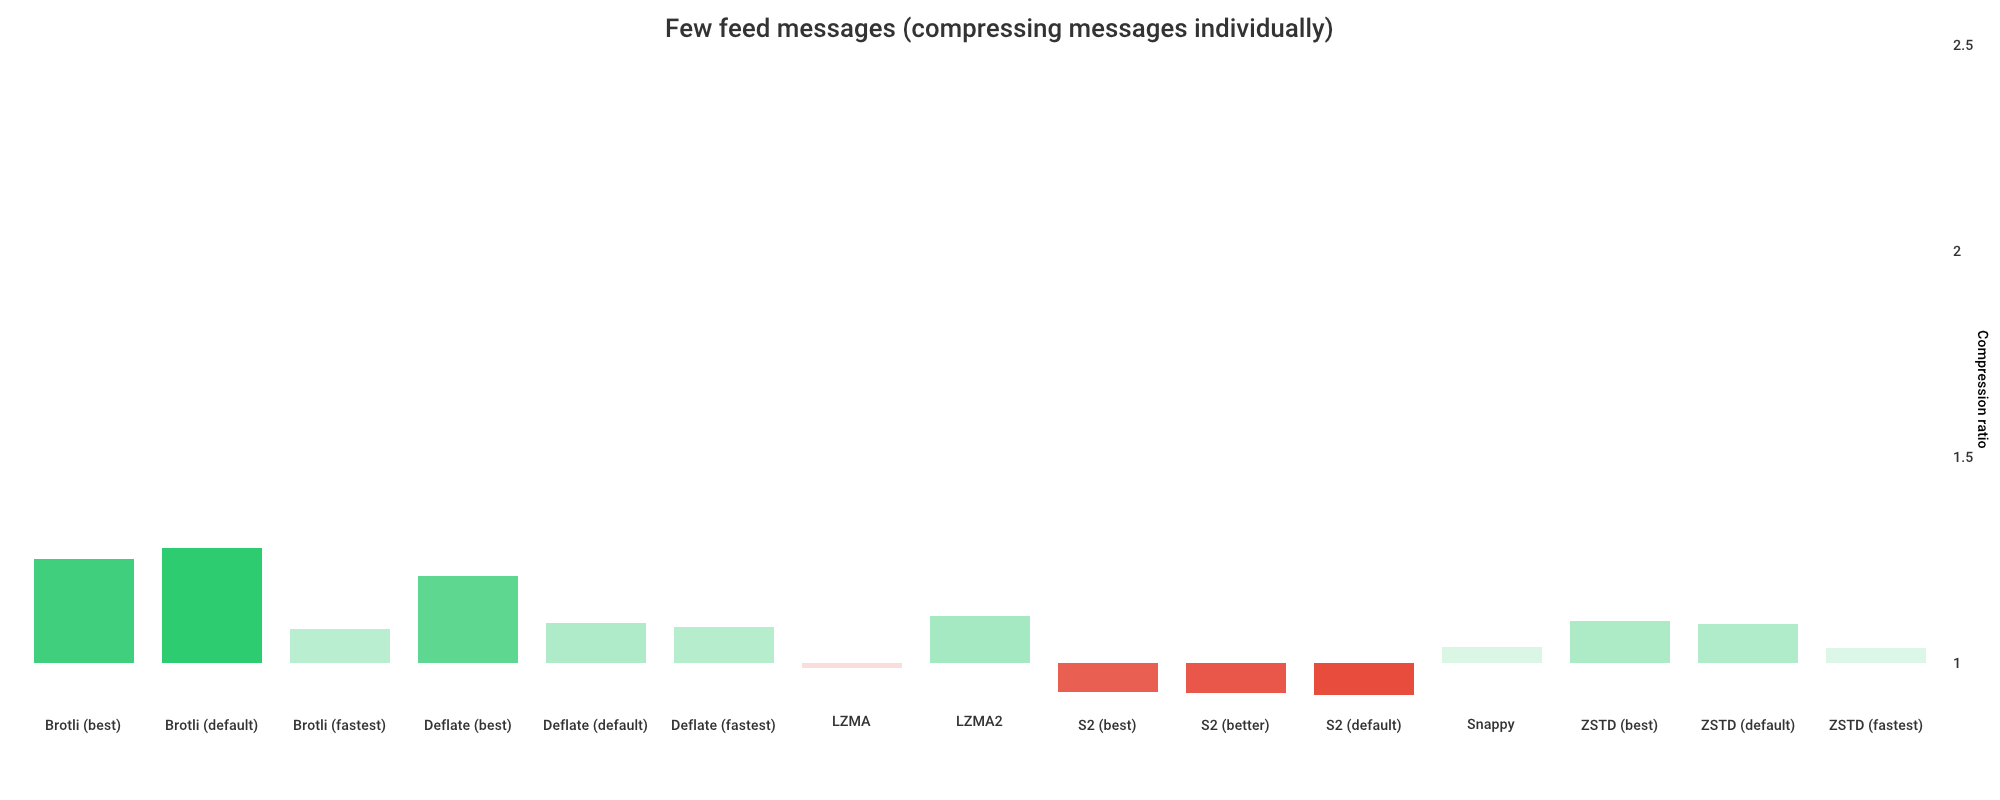 Few feed messages (compressing messages individually)
2.5
2
1.5
1
Compression ratio
Brotli (best)
Brotli (default)
Brotli (fastest)
Deflate (best)
Deflate (default)
Deflate (fastest)
LZMA
LZMA2
S2 (best)
S2 (better)
S2 (default)
Snappy
ZSTD (best)
ZSTD (default)
ZSTD (fastest)